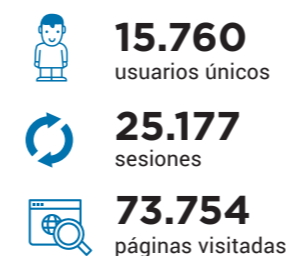 15.760
usuarios únicos
25.177
sesiones
73.754
páginas visitadas